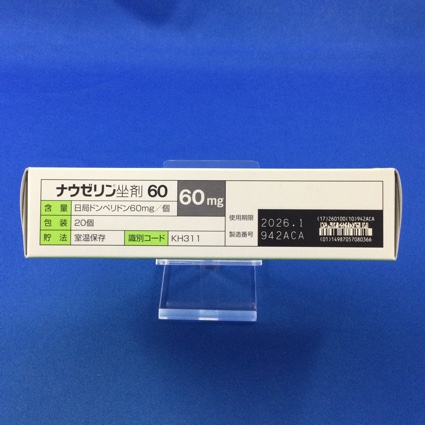 ナウゼリン坐剤 60
60mg
含量 日局ドンペリドン60mg/個
包装 20個
貯法 室温保存 識別コード KH311
使用期限 2026.1
製造番号 942ACA
(17)260100(10)942ACA
(01)14987057080366